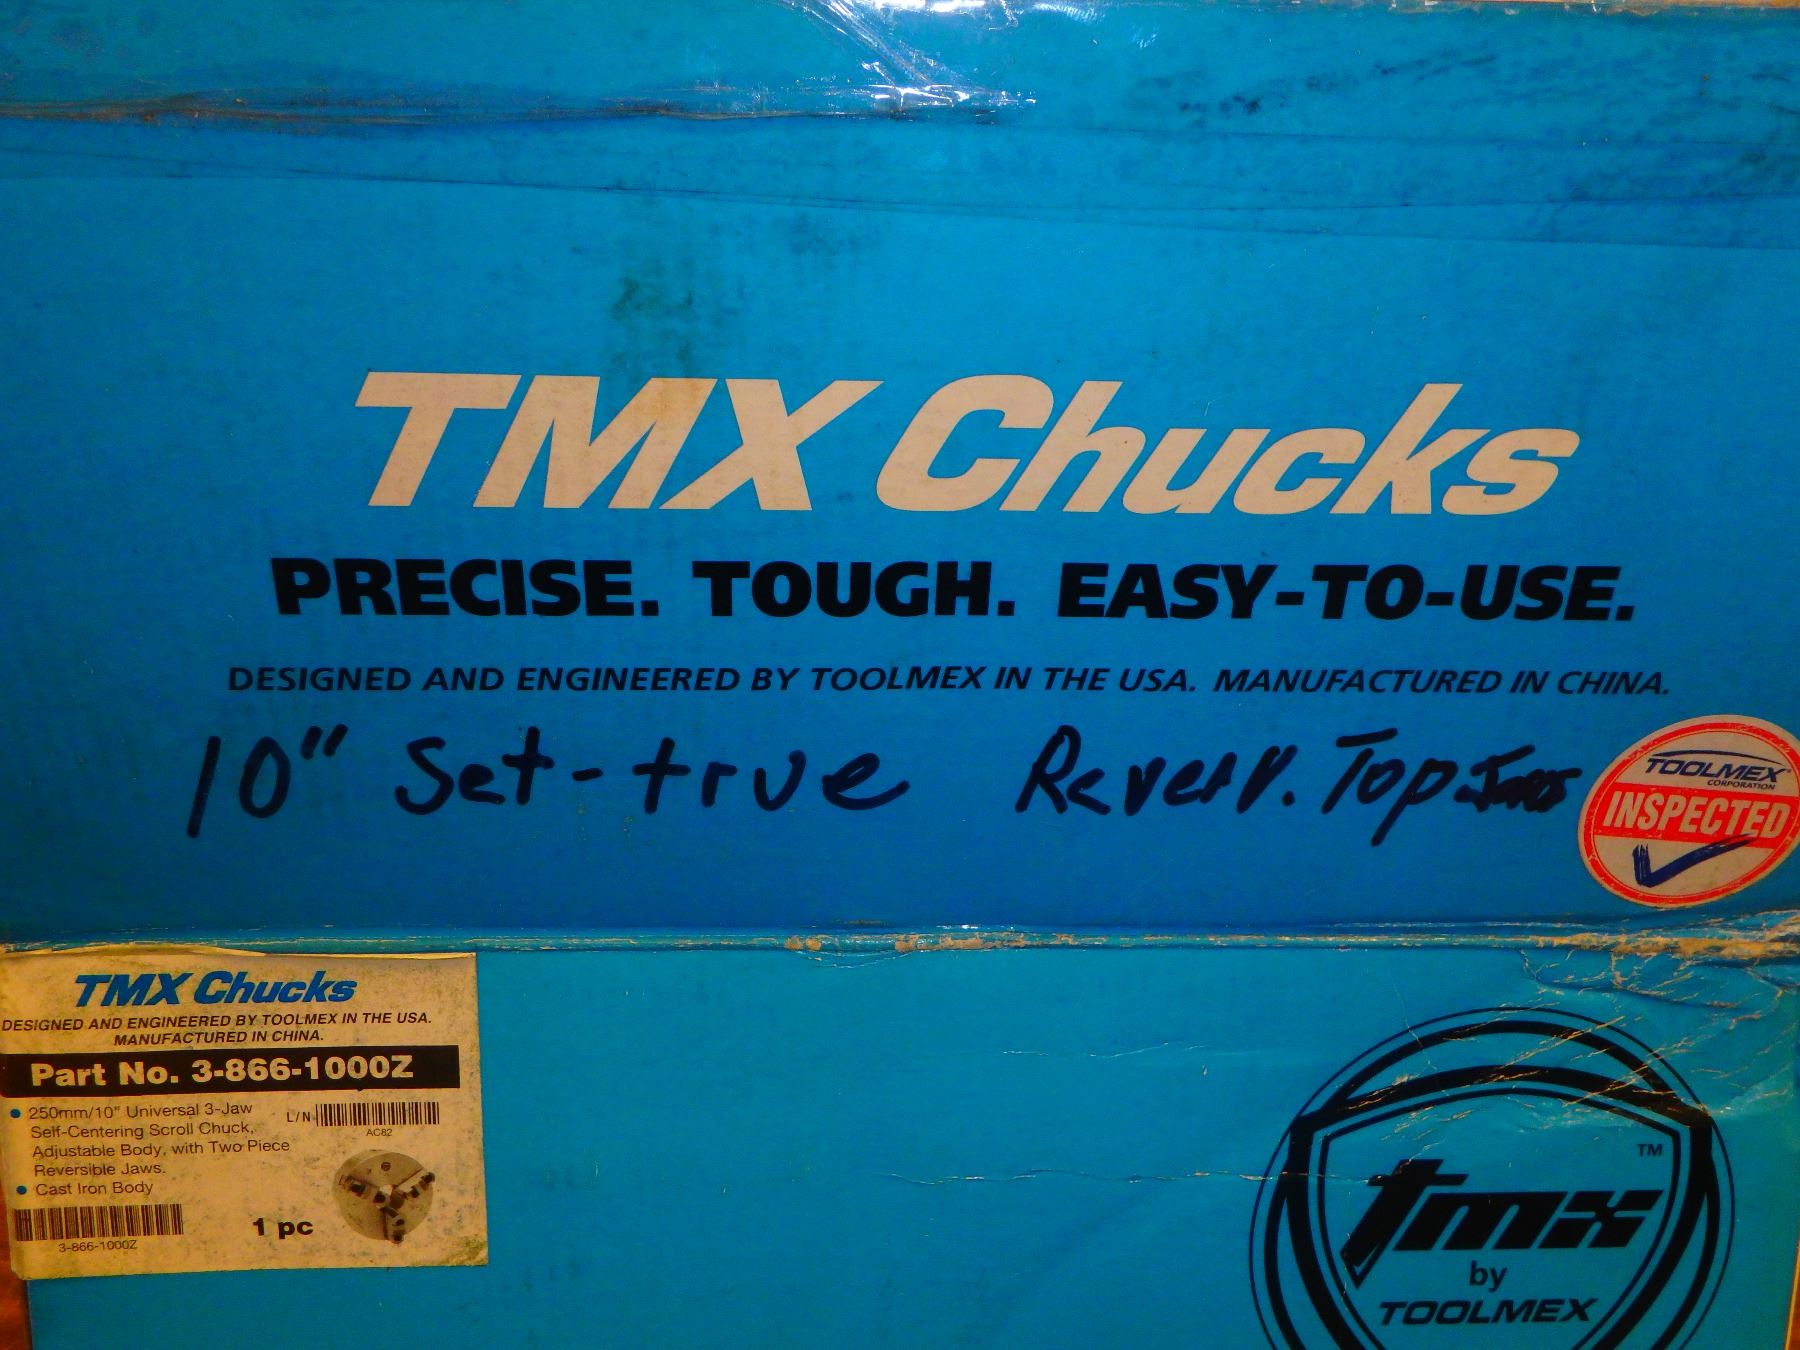 TMX Chucks
PRECISE. TOUGH. EASY-TO-USE.
DESIGNED AND ENGINEERED BY TOOLMEX IN THE USA. MANUFACTURED IN CHINA.
10" Set-true Revers. Top Jaws
TOOLMEX
CORPORATION
INSPECTED
TMX Chucks
DESIGNED AND ENGINEERED BY TOOLMEX IN THE USA.
MANUFACTURED IN CHINA.
Part No. 3-866-1000Z
• 250mm/10" Universal 3-Jaw
Self-Centering Scroll Chuck,
Adjustable Body, with Two Piece
Reversible Jaws.
• Cast Iron Body
L/N
AC82
3-866-1000Z
1 pc
TM
tmx
by
TOOLMEX